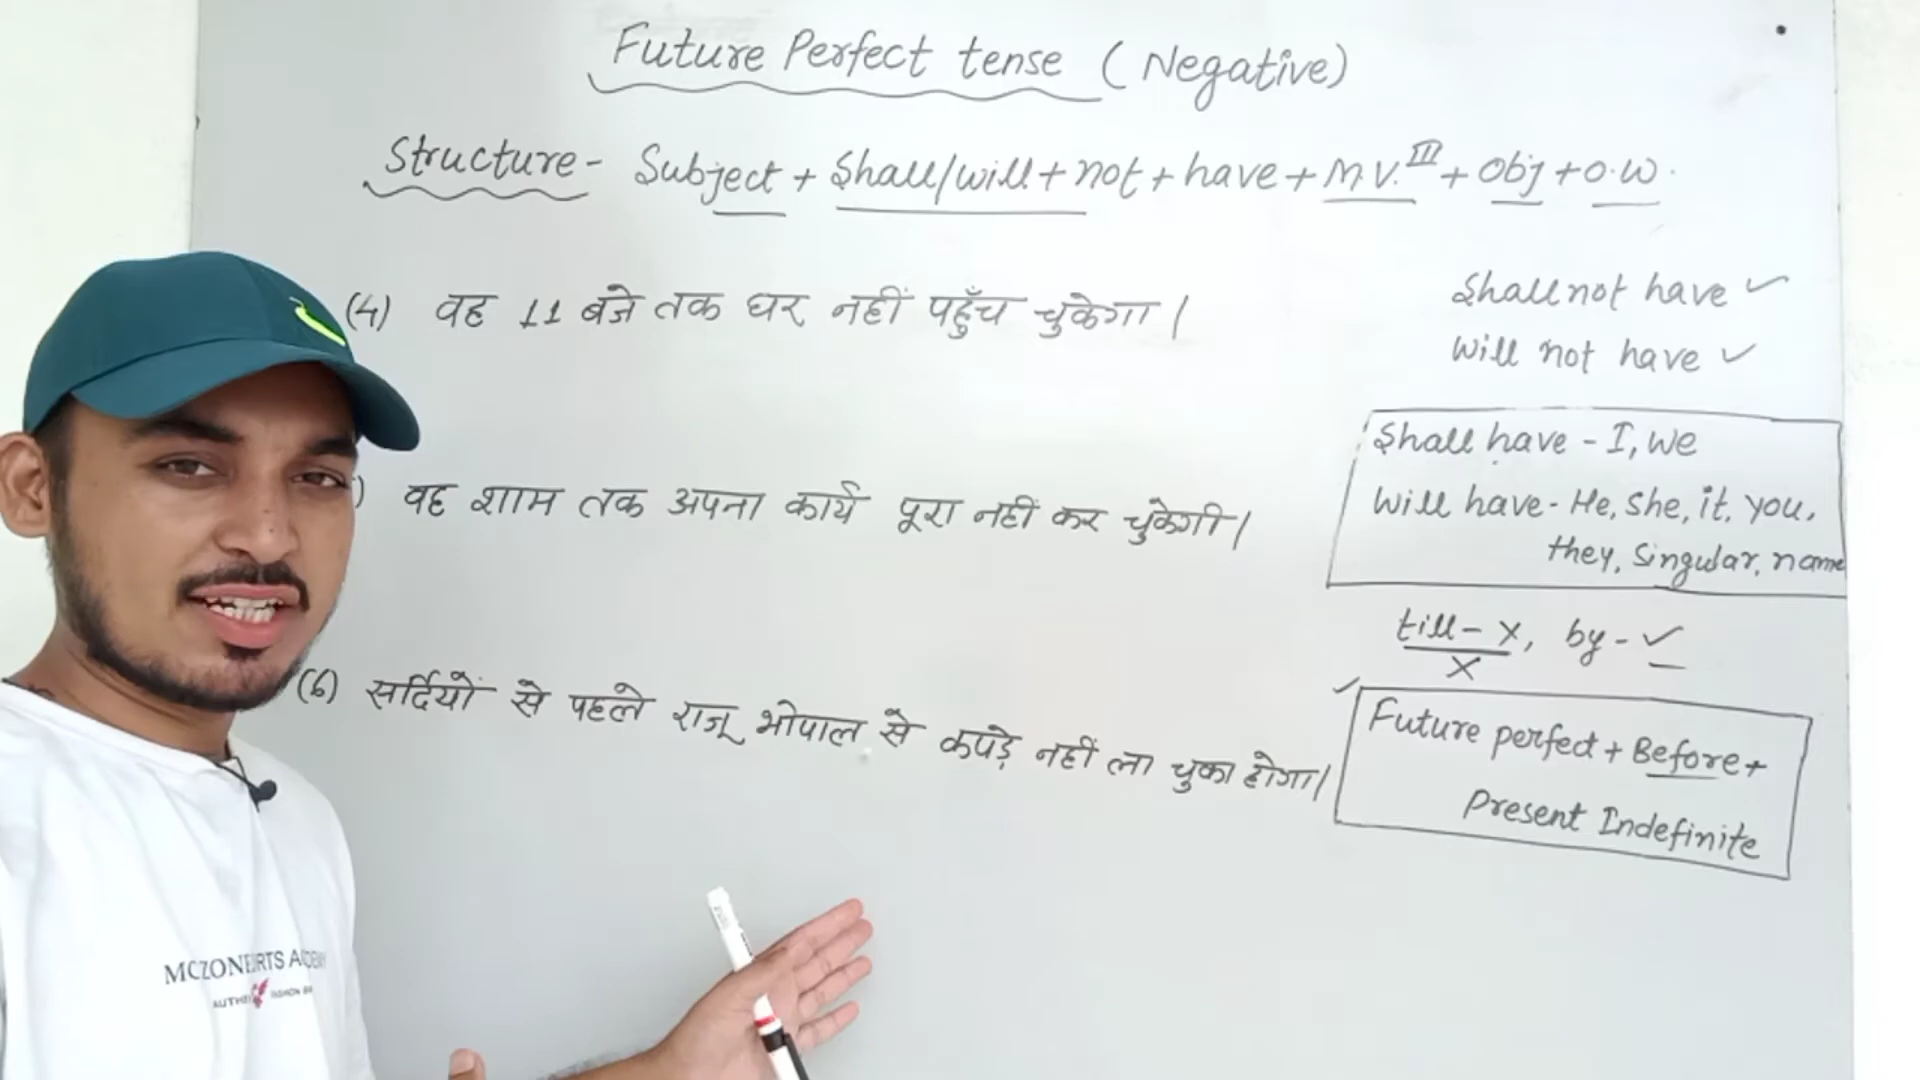 Future Perfect tense (Negative)
Structure - Subject + Shall/will + not + have + M.V.III + Obj + O.W.
(4) वह 11 बजे तक घर नहीं पहुँच चुकेगा।
) वह शाम तक अपना कार्य पूरा नहीं कर चुकेगी।
(6) सर्दियों से पहले राजू भोपाल से कपड़े नहीं ला चुका होगा।
Shall not have ✓
Will not have ✓
Shall have - I, We
Will have - He, She, it, you,
they, Singular, name
till - X, by - ✓
X
✓ Future perfect + Before +
Present Indefinite